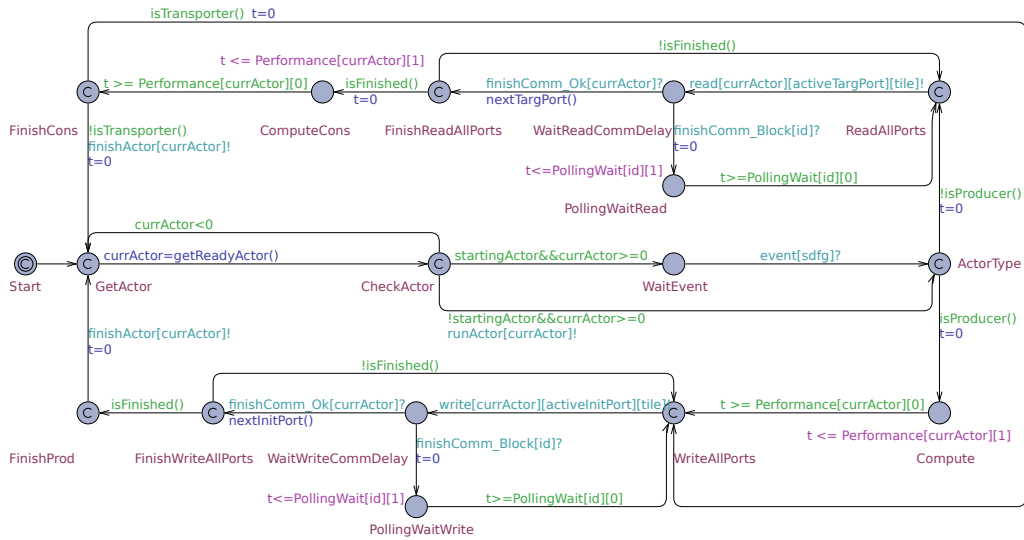 isTransporter() t=0
!isFinished()
t <= Performance[currActor][1]
t >= Performance[currActor][0]
isFinished()
t=0
finishComm_Ok[currActor]?
nextTargPort()
read[currActor][activeTargPort][tile]!
C
C
C
FinishCons
ComputeCons
FinishReadAllPorts
WaitReadCommDelay
ReadAllPorts
!isTransporter()
finishActor[currActor]!
t=0
finishComm_Block[id]?
t=0
t<=PollingWait[id][1]
t>=PollingWait[id][0]
PollingWaitRead
!isProducer()
t=0
currActor<0
currActor=getReadyActor()
startingActor&&currActor>=0
event[sdfg]?
C
C
C
C
Start
GetActor
CheckActor
WaitEvent
ActorType
!startingActor&&currActor>=0
runActor[currActor]!
isProducer()
t=0
finishActor[currActor]!
t=0
!isFinished()
isFinished()
finishComm_Ok[currActor]?
nextInitPort()
write[currActor][activeInitPort][tile]!
t >= Performance[currActor][0]
C
C
C
t <= Performance[currActor][1]
FinishProd
FinishWriteAllPorts
WaitWriteCommDelay
WriteAllPorts
Compute
finishComm_Block[id]?
t=0
t<=PollingWait[id][1]
t>=PollingWait[id][0]
PollingWaitWrite